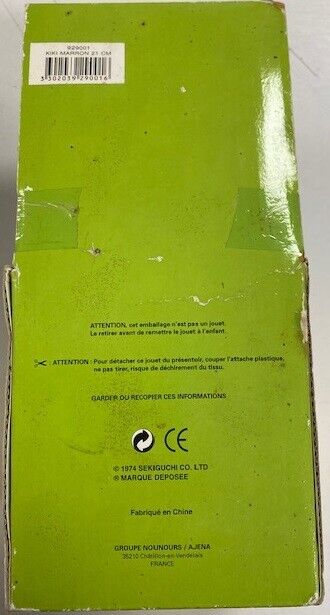 929001
KIKI MARRON 21 CM
3 302039 290016
ATTENTION, cet emballage n'est pas un jouet.
Le retirer avant de remettre le jouet à l'enfant.
ATTENTION : Pour détacher ce jouet du présentoir, couper l'attache plastique,
ne pas tirer, risque de déchirement du tissu.
GARDER OU RECOPIER CES INFORMATIONS
CE
© 1974 SEKIGUCHI CO. LTD
® MARQUE DEPOSEE
Fabriqué en Chine
GROUPE NOUNOURS / AJENA
35210 Châtillon-en-Vendelais
FRANCE